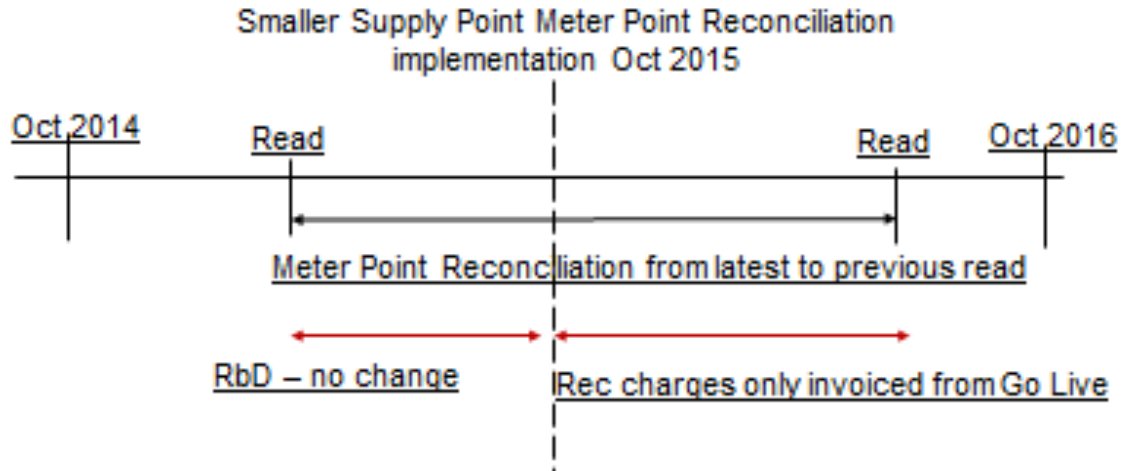 Smaller Supply Point Meter Point Reconciliation
implementation Oct 2015
Oct 2014
Read
Read
Oct 2016
Meter Point Reconciliation from latest to previous read
RbD – no change
Rec charges only invoiced from Go Live